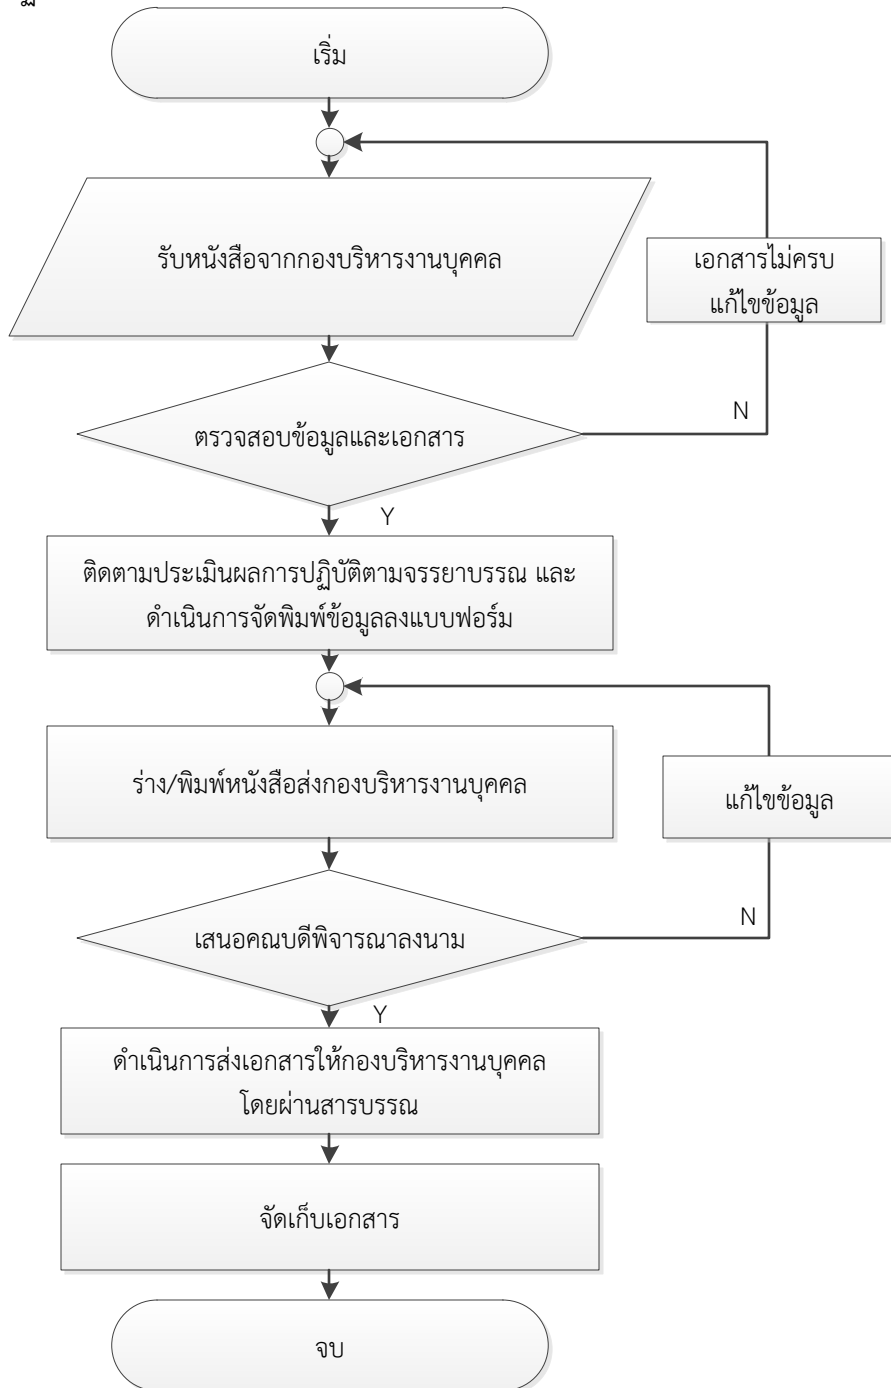 เริ่ม
รับหนังสือจากกองบริหารงานบุคคล
เอกสารไม่ครบ
แก้ไขข้อมูล
N
ตรวจสอบข้อมูลและเอกสาร
Y
ติดตามประเมินผลการปฏิบัติตามจรรยาบรรณ และ
ดำเนินการจัดพิมพ์ข้อมูลลงแบบฟอร์ม
ร่าง/พิมพ์หนังสือส่งกองบริหารงานบุคคล
แก้ไขข้อมูล
N
เสนอคณบดีพิจารณาลงนาม
Y
ดำเนินการส่งเอกสารให้กองบริหารงานบุคคล
โดยผ่านสารบรรณ
จัดเก็บเอกสาร
จบ